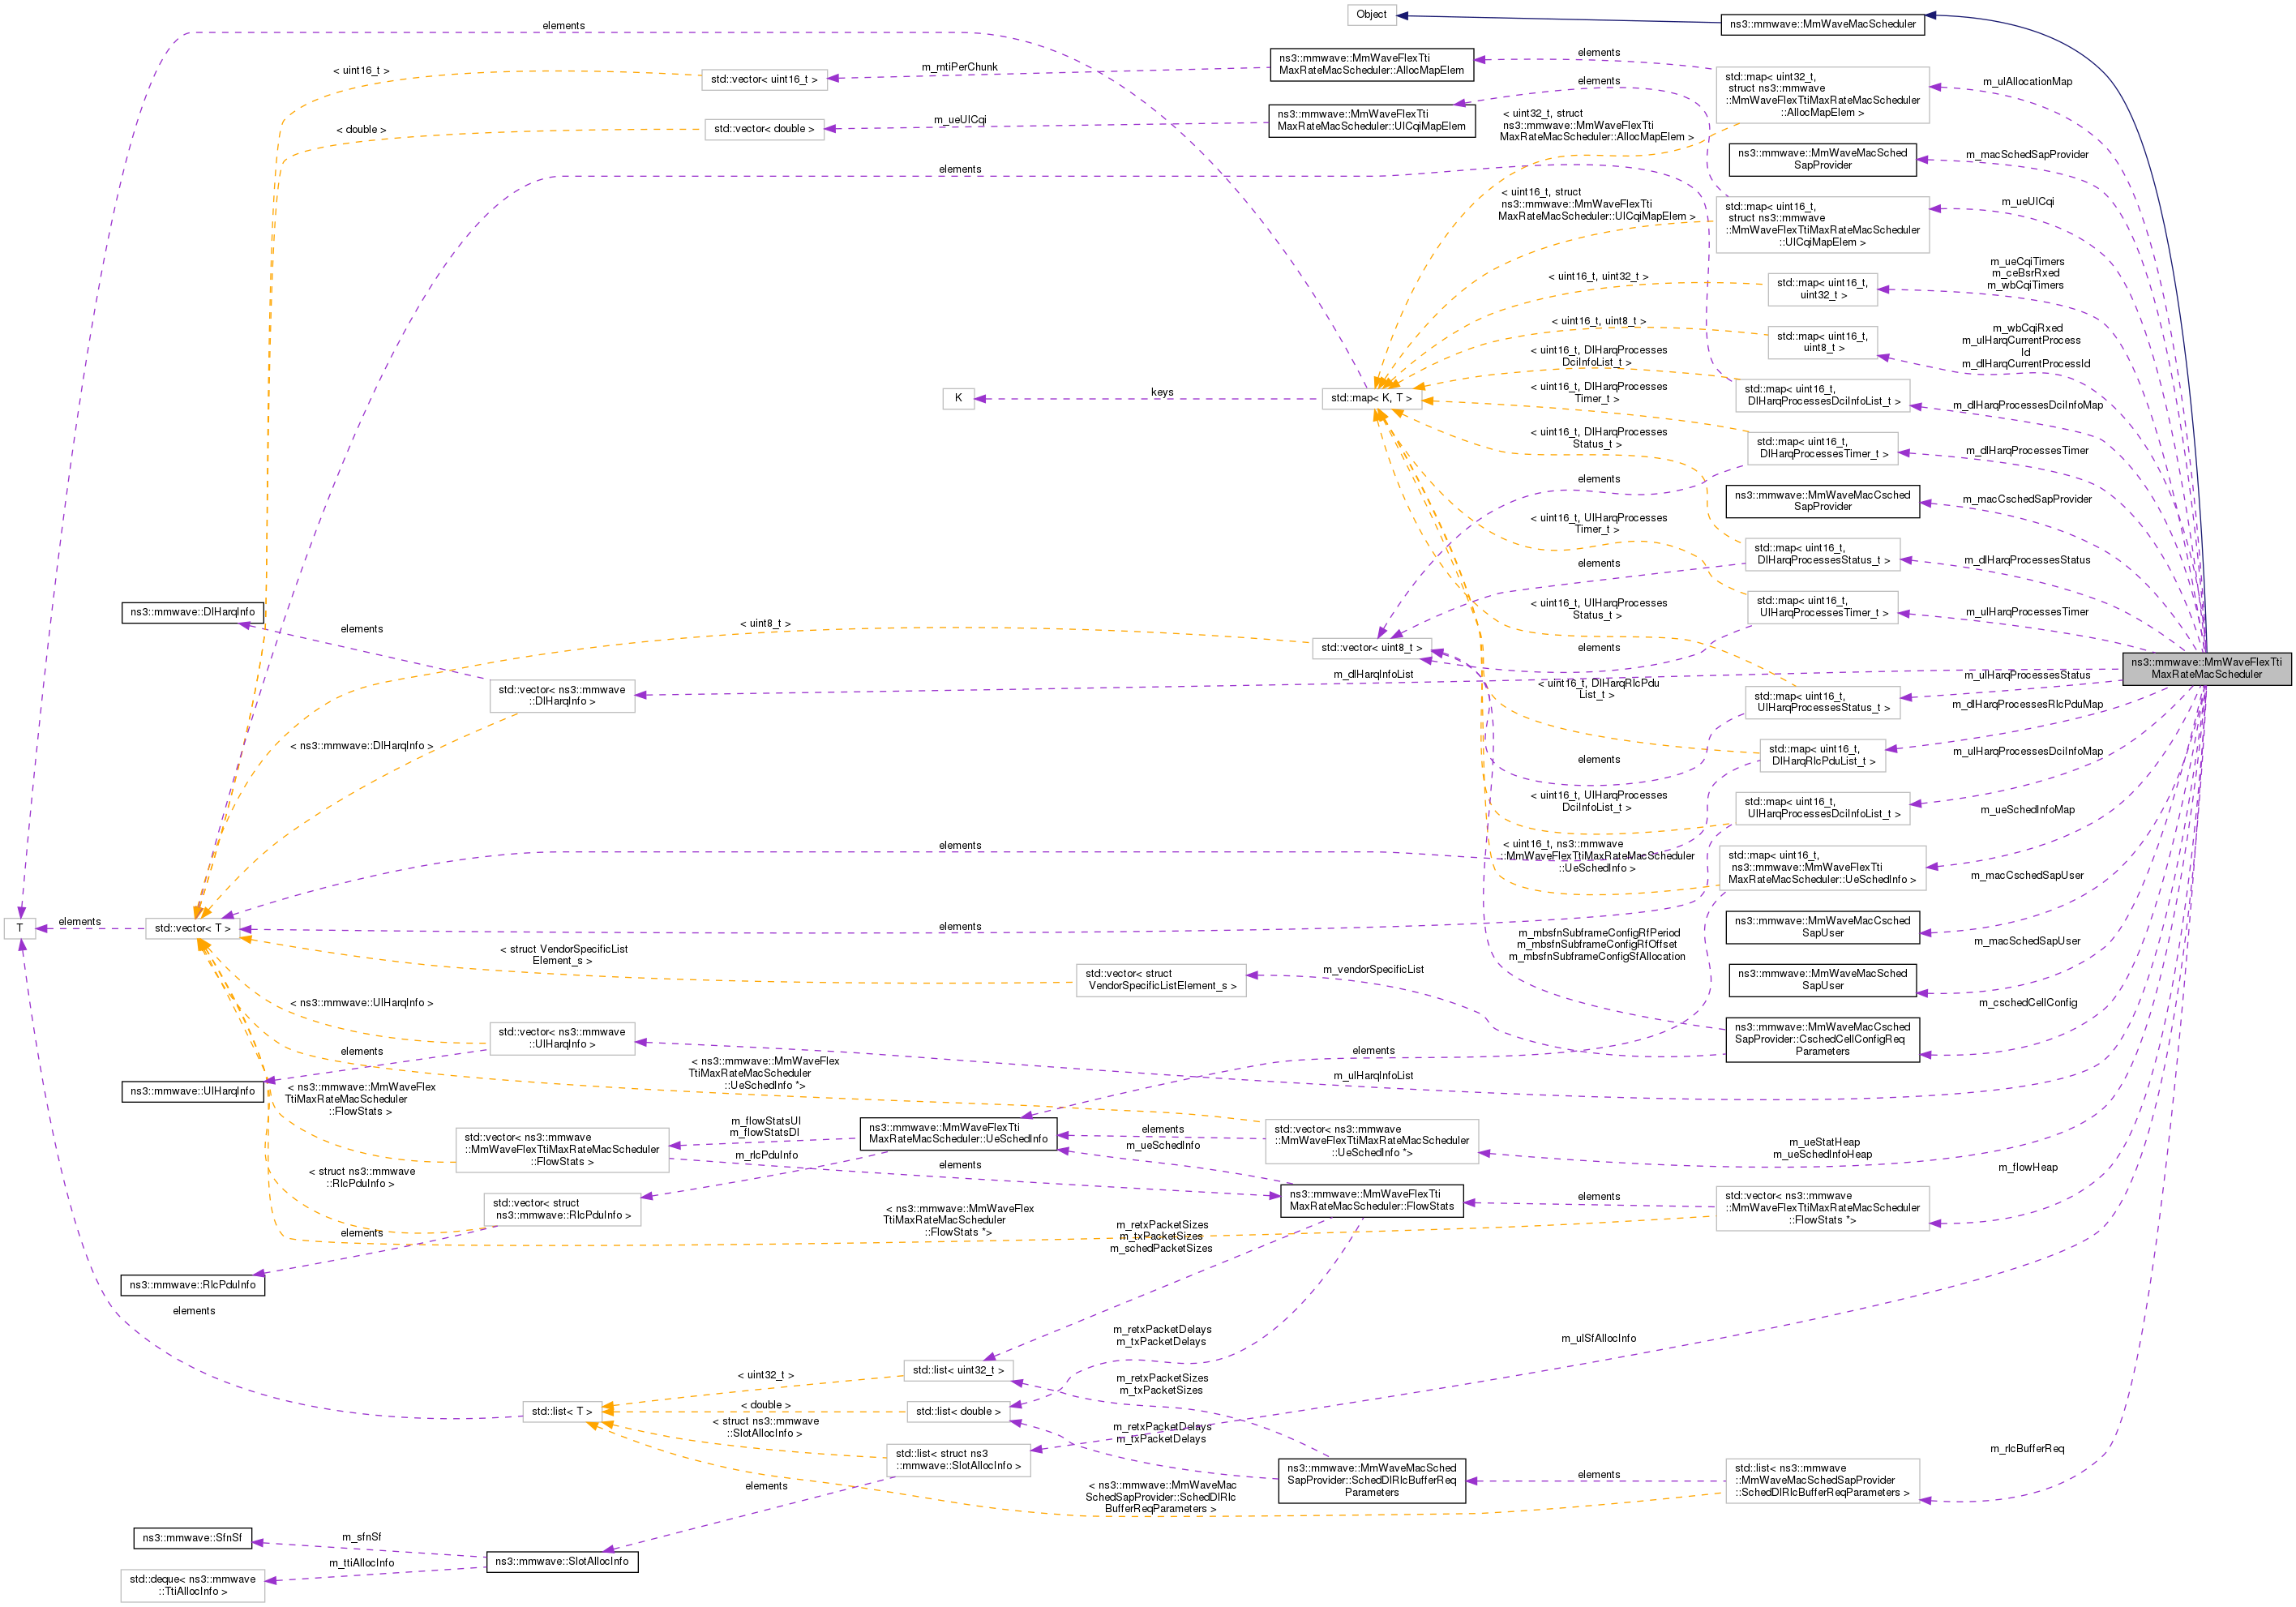 elements
Object
ns3::mmwave::MmWaveMacScheduler
< uint16_t >
std::vector< uint16_t >
m_rntiPerChunk
ns3::mmwave::MmWaveFlexTti
MaxRateMacScheduler::AllocMapElem
elements
elements
std::map< uint32_t,
struct ns3::mmwave
::MmWaveFlexTtiMaxRateMacScheduler
::AllocMapElem >
m_ulAllocationMap
< double >
std::vector< double >
m_ueUlCqi
ns3::mmwave::MmWaveFlexTti
MaxRateMacScheduler::UlCqiMapElem
< uint32_t, struct
ns3::mmwave::MmWaveFlexTti
MaxRateMacScheduler::AllocMapElem >
ns3::mmwave::MmWaveMacSched
SapProvider
m_macSchedSapProvider
elements
< uint16_t, struct
ns3::mmwave::MmWaveFlexTti
MaxRateMacScheduler::UlCqiMapElem >
std::map< uint16_t,
struct ns3::mmwave
::MmWaveFlexTtiMaxRateMacScheduler
::UlCqiMapElem >
m_ueUlCqi
< uint16_t, uint32_t >
std::map< uint16_t,
uint32_t >
m_ueCqiTimers
m_ceBsrRxed
m_wbCqiTimers
< uint16_t, uint8_t >
std::map< uint16_t,
uint8_t >
m_wbCqiRxed
m_ulHarqCurrentProcess
Id
m_dlHarqCurrentProcessId
K
keys
std::map< K, T >
< uint16_t, DlHarqProcesses
DciInfoList_t >
std::map< uint16_t,
DlHarqProcessesDciInfoList_t >
m_dlHarqProcessesDciInfoMap
< uint16_t, DlHarqProcesses
Timer_t >
std::map< uint16_t,
DlHarqProcessesTimer_t >
m_dlHarqProcessesTimer
< uint16_t, DlHarqProcesses
Status_t >
elements
ns3::mmwave::MmWaveMacCsched
SapProvider
m_macCschedSapProvider
< uint16_t, UlHarqProcesses
Timer_t >
elements
std::map< uint16_t,
DlHarqProcessesStatus_t >
m_dlHarqProcessesStatus
< uint16_t, UlHarqProcesses
Status_t >
std::map< uint16_t,
UlHarqProcessesTimer_t >
m_ulHarqProcessesTimer
ns3::mmwave::DlHarqInfo
elements
< uint8_t >
std::vector< uint8_t >
elements
ns3::mmwave::MmWaveFlexTti
MaxRateMacScheduler
std::vector< ns3::mmwave
::DlHarqInfo >
m_dlHarqInfoList
< uint16_t, DlHarqRlcPdu
List_t >
std::map< uint16_t,
UlHarqProcessesStatus_t >
m_ulHarqProcessesStatus
m_dlHarqProcessesRlcPduMap
< ns3::mmwave::DlHarqInfo >
elements
std::map< uint16_t,
DlHarqRlcPduList_t >
m_ulHarqProcessesDciInfoMap
< uint16_t, UlHarqProcesses
DciInfoList_t >
std::map< uint16_t,
UlHarqProcessesDciInfoList_t >
m_ueSchedInfoMap
elements
< uint16_t, ns3::mmwave
::MmWaveFlexTtiMaxRateMacScheduler
::UeSchedInfo >
std::map< uint16_t,
ns3::mmwave::MmWaveFlexTti
MaxRateMacScheduler::UeSchedInfo >
m_macCschedSapUser
T
elements
std::vector< T >
elements
ns3::mmwave::MmWaveMacCsched
SapUser
m_macSchedSapUser
< struct VendorSpecificList
Element_s >
std::vector< struct
VendorSpecificListElement_s >
m_vendorSpecificList
m_mbsfnSubframeConfigRfPeriod
m_mbsfnSubframeConfigRfOffset
m_mbsfnSubframeConfigSfAllocation
ns3::mmwave::MmWaveMacSched
SapUser
m_cschedCellConfig
< ns3::mmwave::UlHarqInfo >
std::vector< ns3::mmwave
::UlHarqInfo >
elements
ns3::mmwave::MmWaveMacCsched
SapProvider::CschedCellConfigReq
Parameters
elements
ns3::mmwave::UlHarqInfo
< ns3::mmwave::MmWaveFlex
TtiMaxRateMacScheduler
::UeSchedInfo *>
m_ulHarqInfoList
< ns3::mmwave::MmWaveFlex
TtiMaxRateMacScheduler
::FlowStats >
std::vector< ns3::mmwave
::MmWaveFlexTtiMaxRateMacScheduler
::FlowStats >
m_flowStatsUl
m_flowStatsDl
m_rlcPduInfo
ns3::mmwave::MmWaveFlexTti
MaxRateMacScheduler::UeSchedInfo
elements
m_ueSchedInfo
std::vector< ns3::mmwave
::MmWaveFlexTtiMaxRateMacScheduler
::UeSchedInfo *>
m_ueStatHeap
m_ueSchedInfoHeap
elements
< struct ns3::mmwave
::RlcPduInfo >
std::vector< struct
ns3::mmwave::RlcPduInfo >
ns3::mmwave::MmWaveFlexTti
MaxRateMacScheduler::FlowStats
elements
std::vector< ns3::mmwave
::MmWaveFlexTtiMaxRateMacScheduler
::FlowStats *>
m_flowHeap
elements
< ns3::mmwave::MmWaveFlex
TtiMaxRateMacScheduler
::FlowStats *>
m_retxPacketSizes
m_txPacketSizes
m_schedPacketSizes
ns3::mmwave::RlcPduInfo
elements
m_retxPacketDelays
m_txPacketDelays
m_ulSfAllocInfo
< uint32_t >
std::list< uint32_t >
m_retxPacketSizes
m_txPacketSizes
std::list< T >
< double >
std::list< double >
< struct ns3::mmwave
::SlotAllocInfo >
m_retxPacketDelays
m_txPacketDelays
std::list< struct ns3
::mmwave::SlotAllocInfo >
m_rlcBufferReq
elements
< ns3::mmwave::MmWaveMac
SchedSapProvider::SchedDlRlc
BufferReqParameters >
ns3::mmwave::MmWaveMacSched
SapProvider::SchedDlRlcBufferReq
Parameters
elements
std::list< ns3::mmwave
::MmWaveMacSchedSapProvider
::SchedDlRlcBufferReqParameters >
ns3::mmwave::SfnSf
m_sfnSf
ns3::mmwave::SlotAllocInfo
m_ttiAllocInfo
std::deque< ns3::mmwave
::TtiAllocInfo >